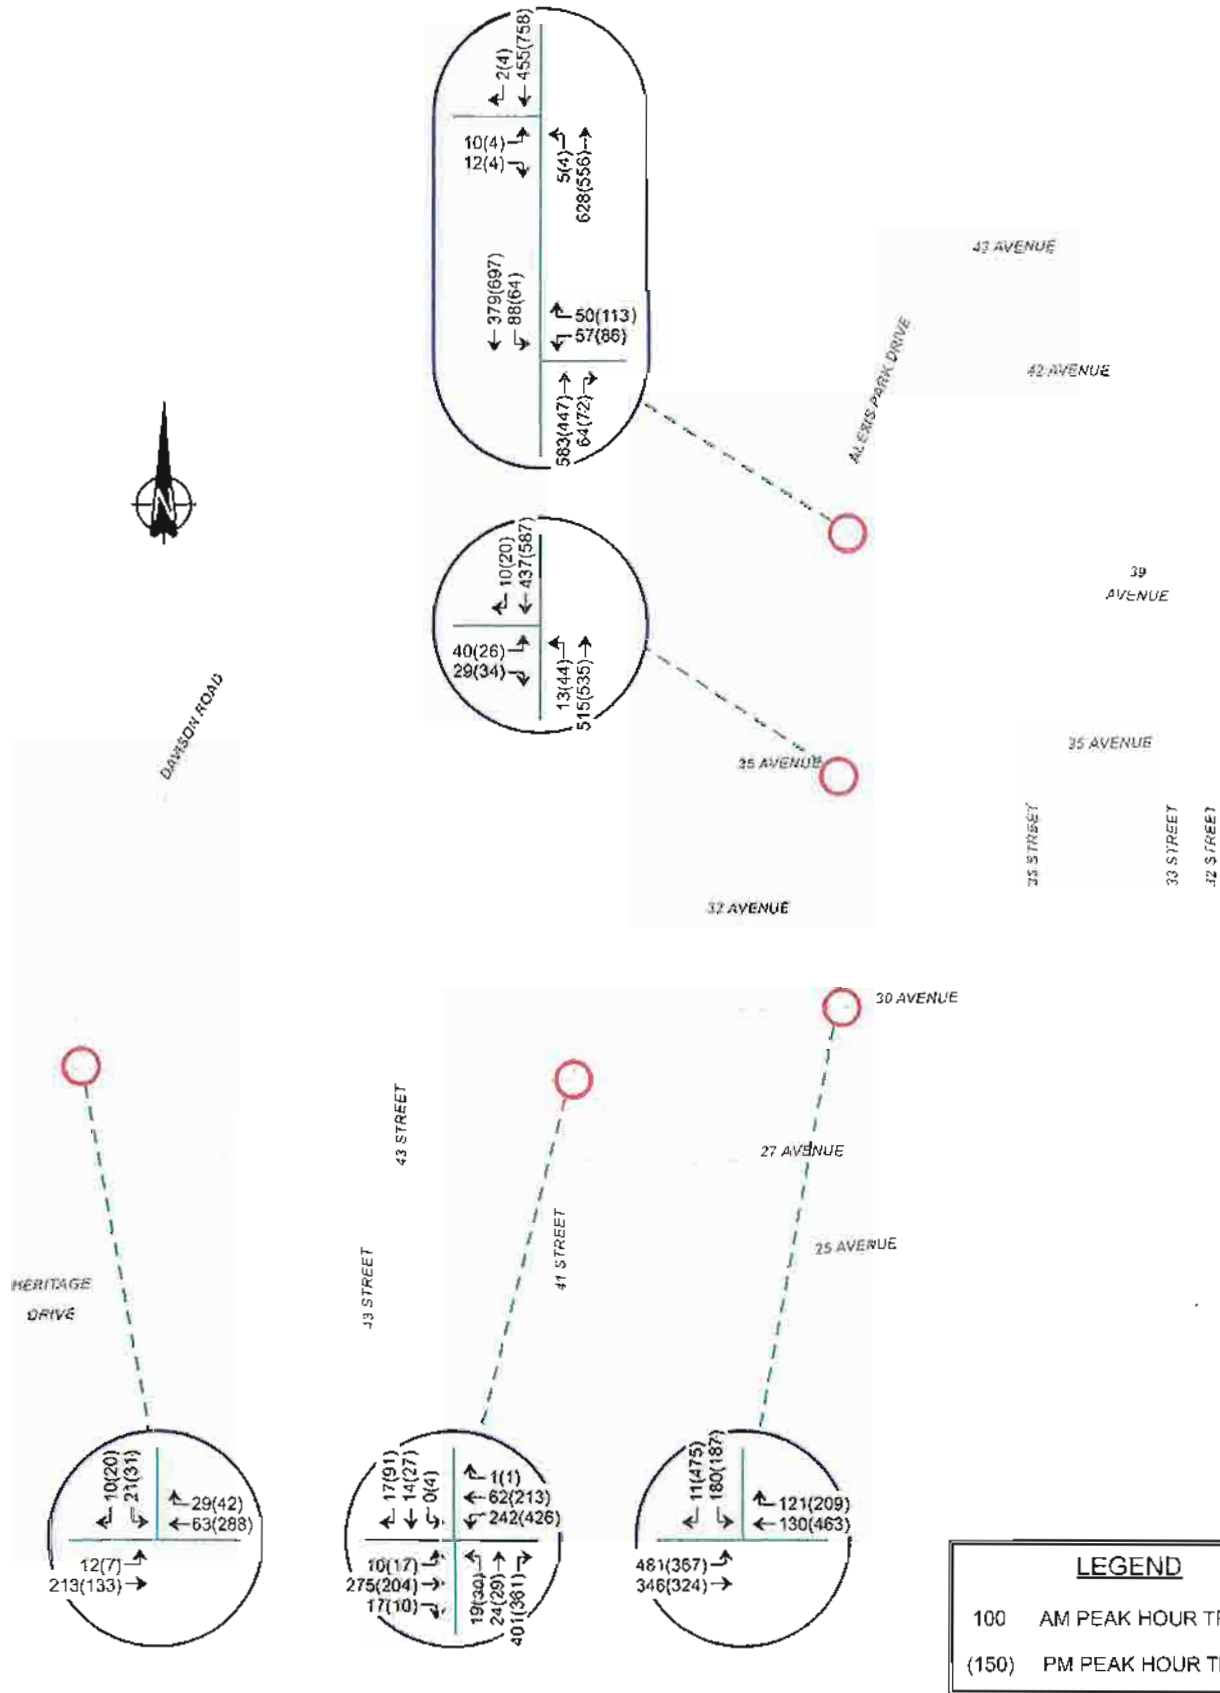 2(4)
455(758)
10(4)
12(4)
5(4)
628(556)
379(697)
88(64)
50(113)
57(86)
583(447)
64(72)
43 AVENUE
42 AVENUE
ALEXIS PARK DRIVE
N
10(20)
437(587)
40(26)
29(34)
13(44)
515(535)
39
AVENUE
DAVISON ROAD
35 AVENUE
35 AVENUE
35 STREET
33 STREET
32 STREET
32 AVENUE
30 AVENUE
43 STREET
27 AVENUE
41 STREET
25 AVENUE
43 STREET
HERITAGE
DRIVE
10(20)
21(31)
29(42)
63(288)
12(7)
213(133)
17(91)
14(27)
0(4)
1(1)
62(213)
242(426)
10(17)
275(204)
17(10)
19(30)
24(29)
401(361)
11(475)
180(187)
121(209)
130(463)
481(367)
346(324)
LEGEND
100 AM PEAK HOUR
(150) PM PEAK HOUR